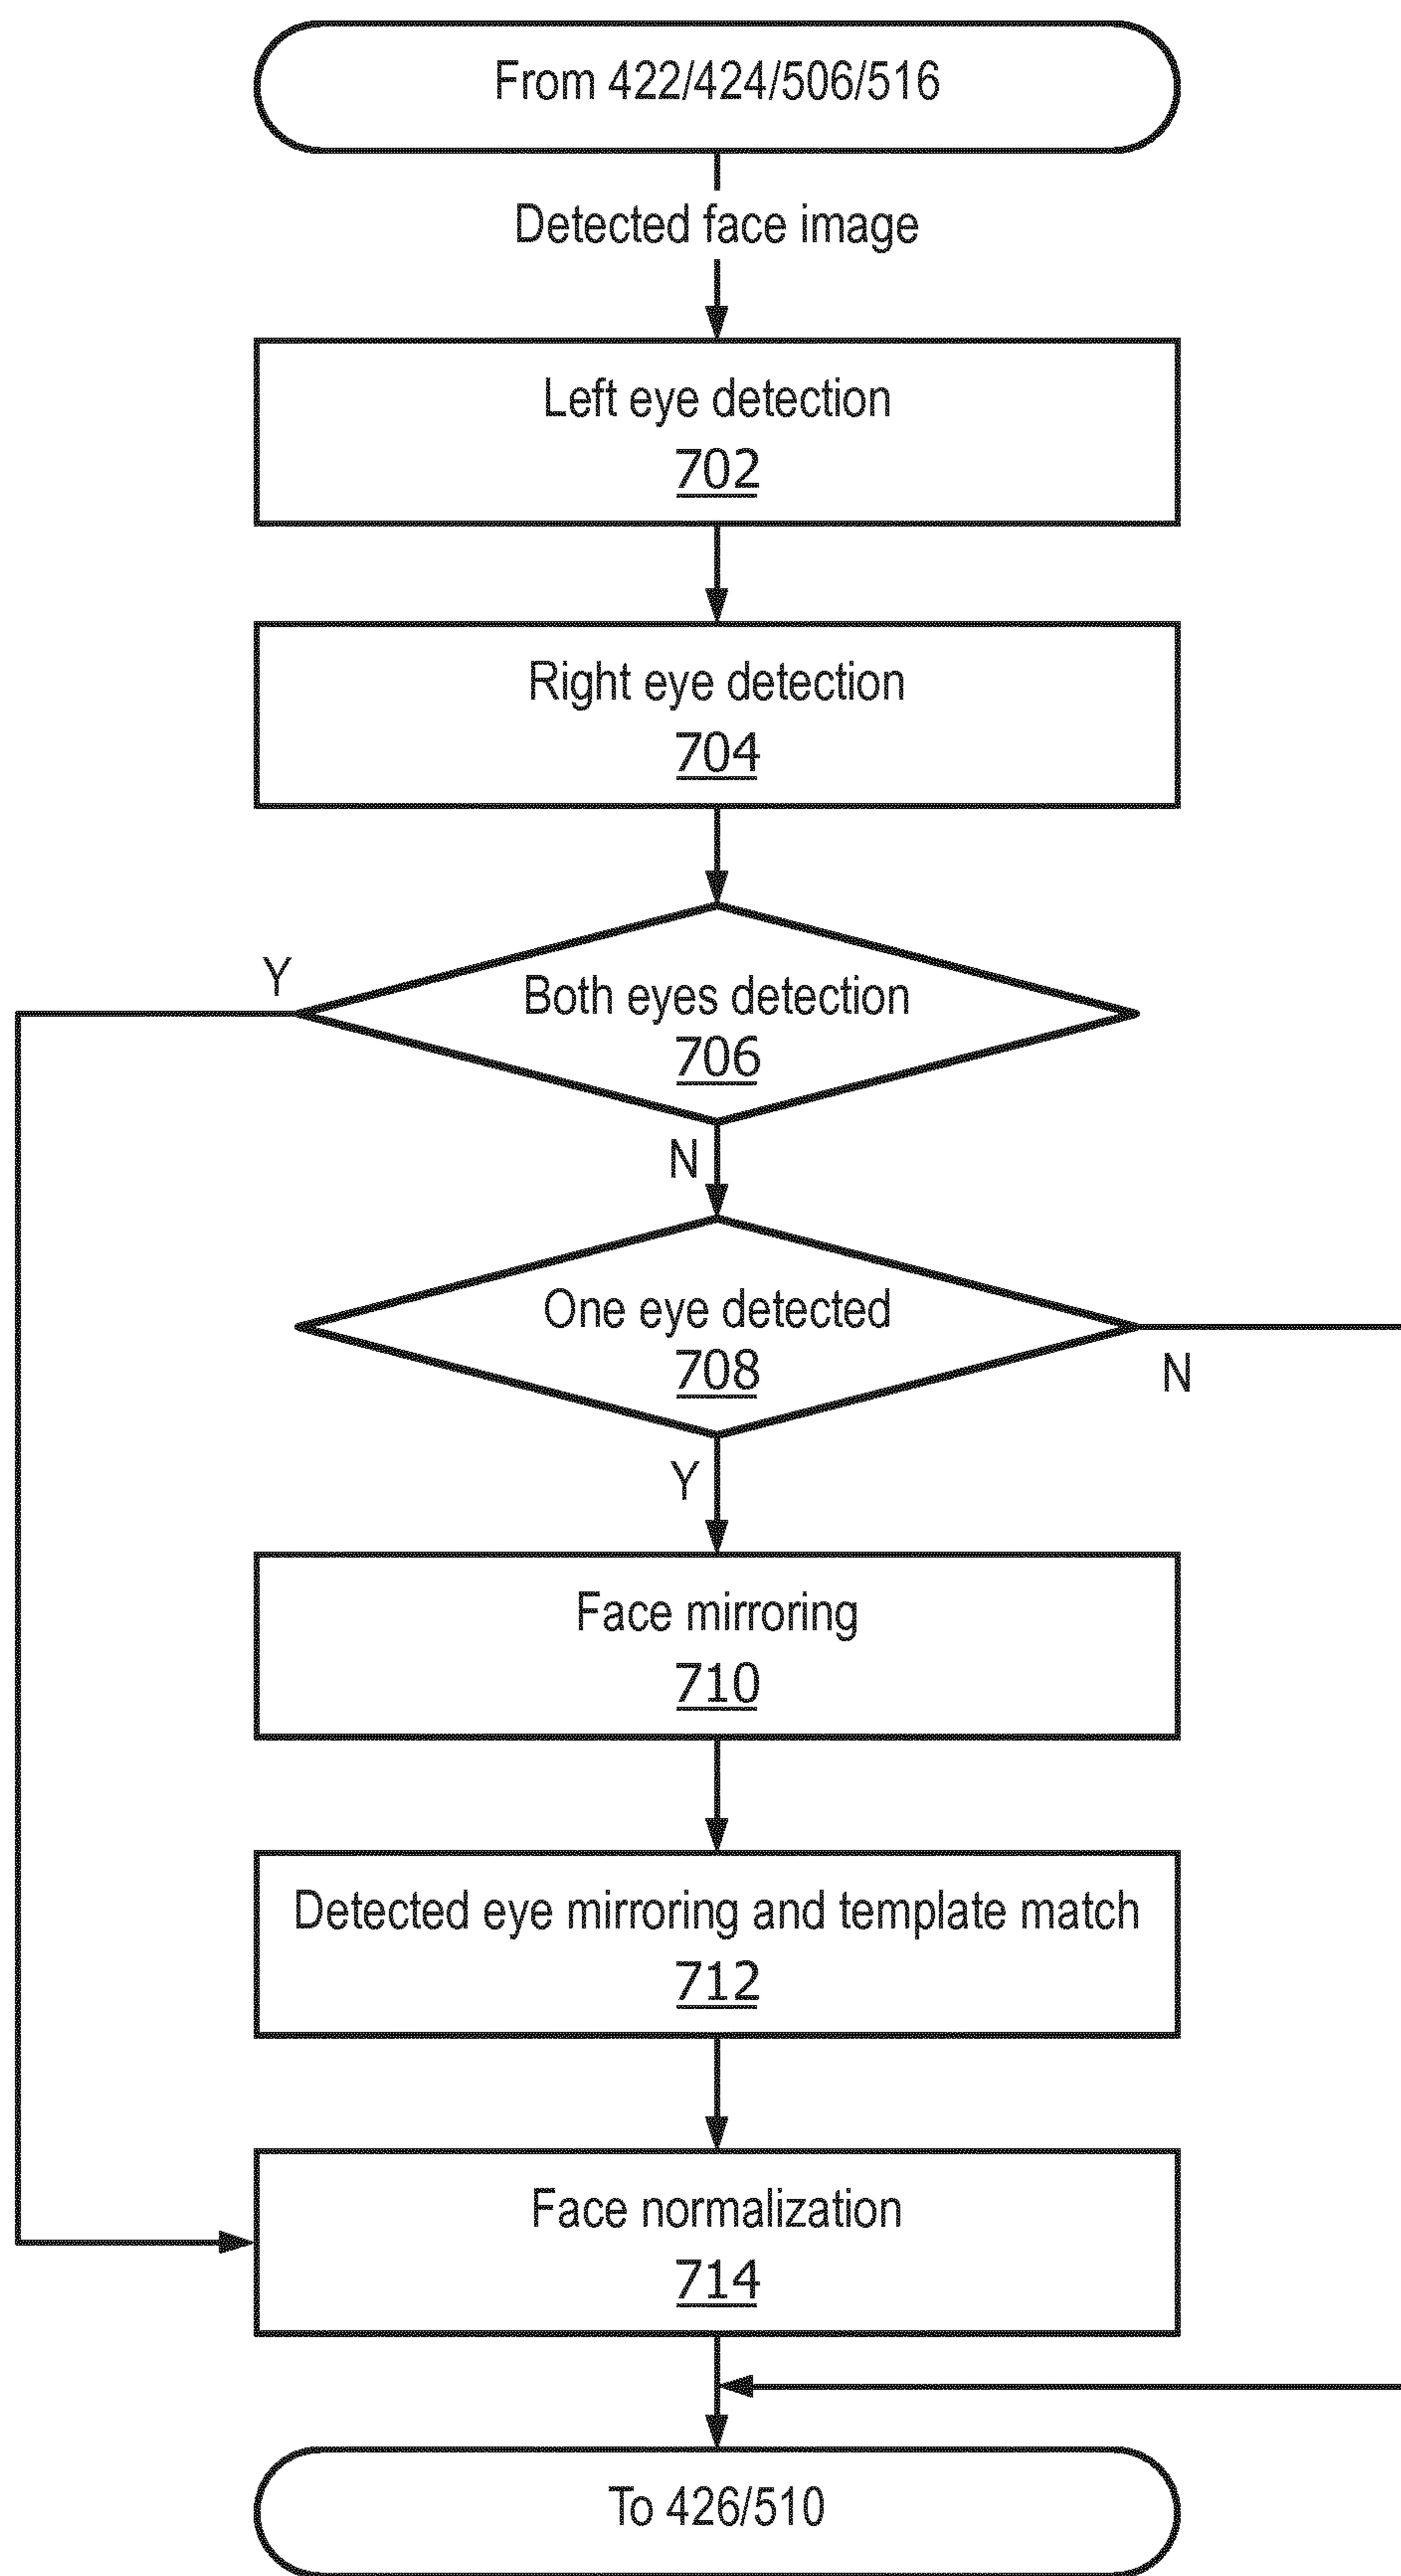 From 422/424/506/516
Detected face image
Left eye detection
702
Right eye detection
704
Y
Both eyes detection
706
N
One eye detected
708
N
Y
Face mirroring
710
Detected eye mirroring and template match
712
Face normalization
714
To 426/510